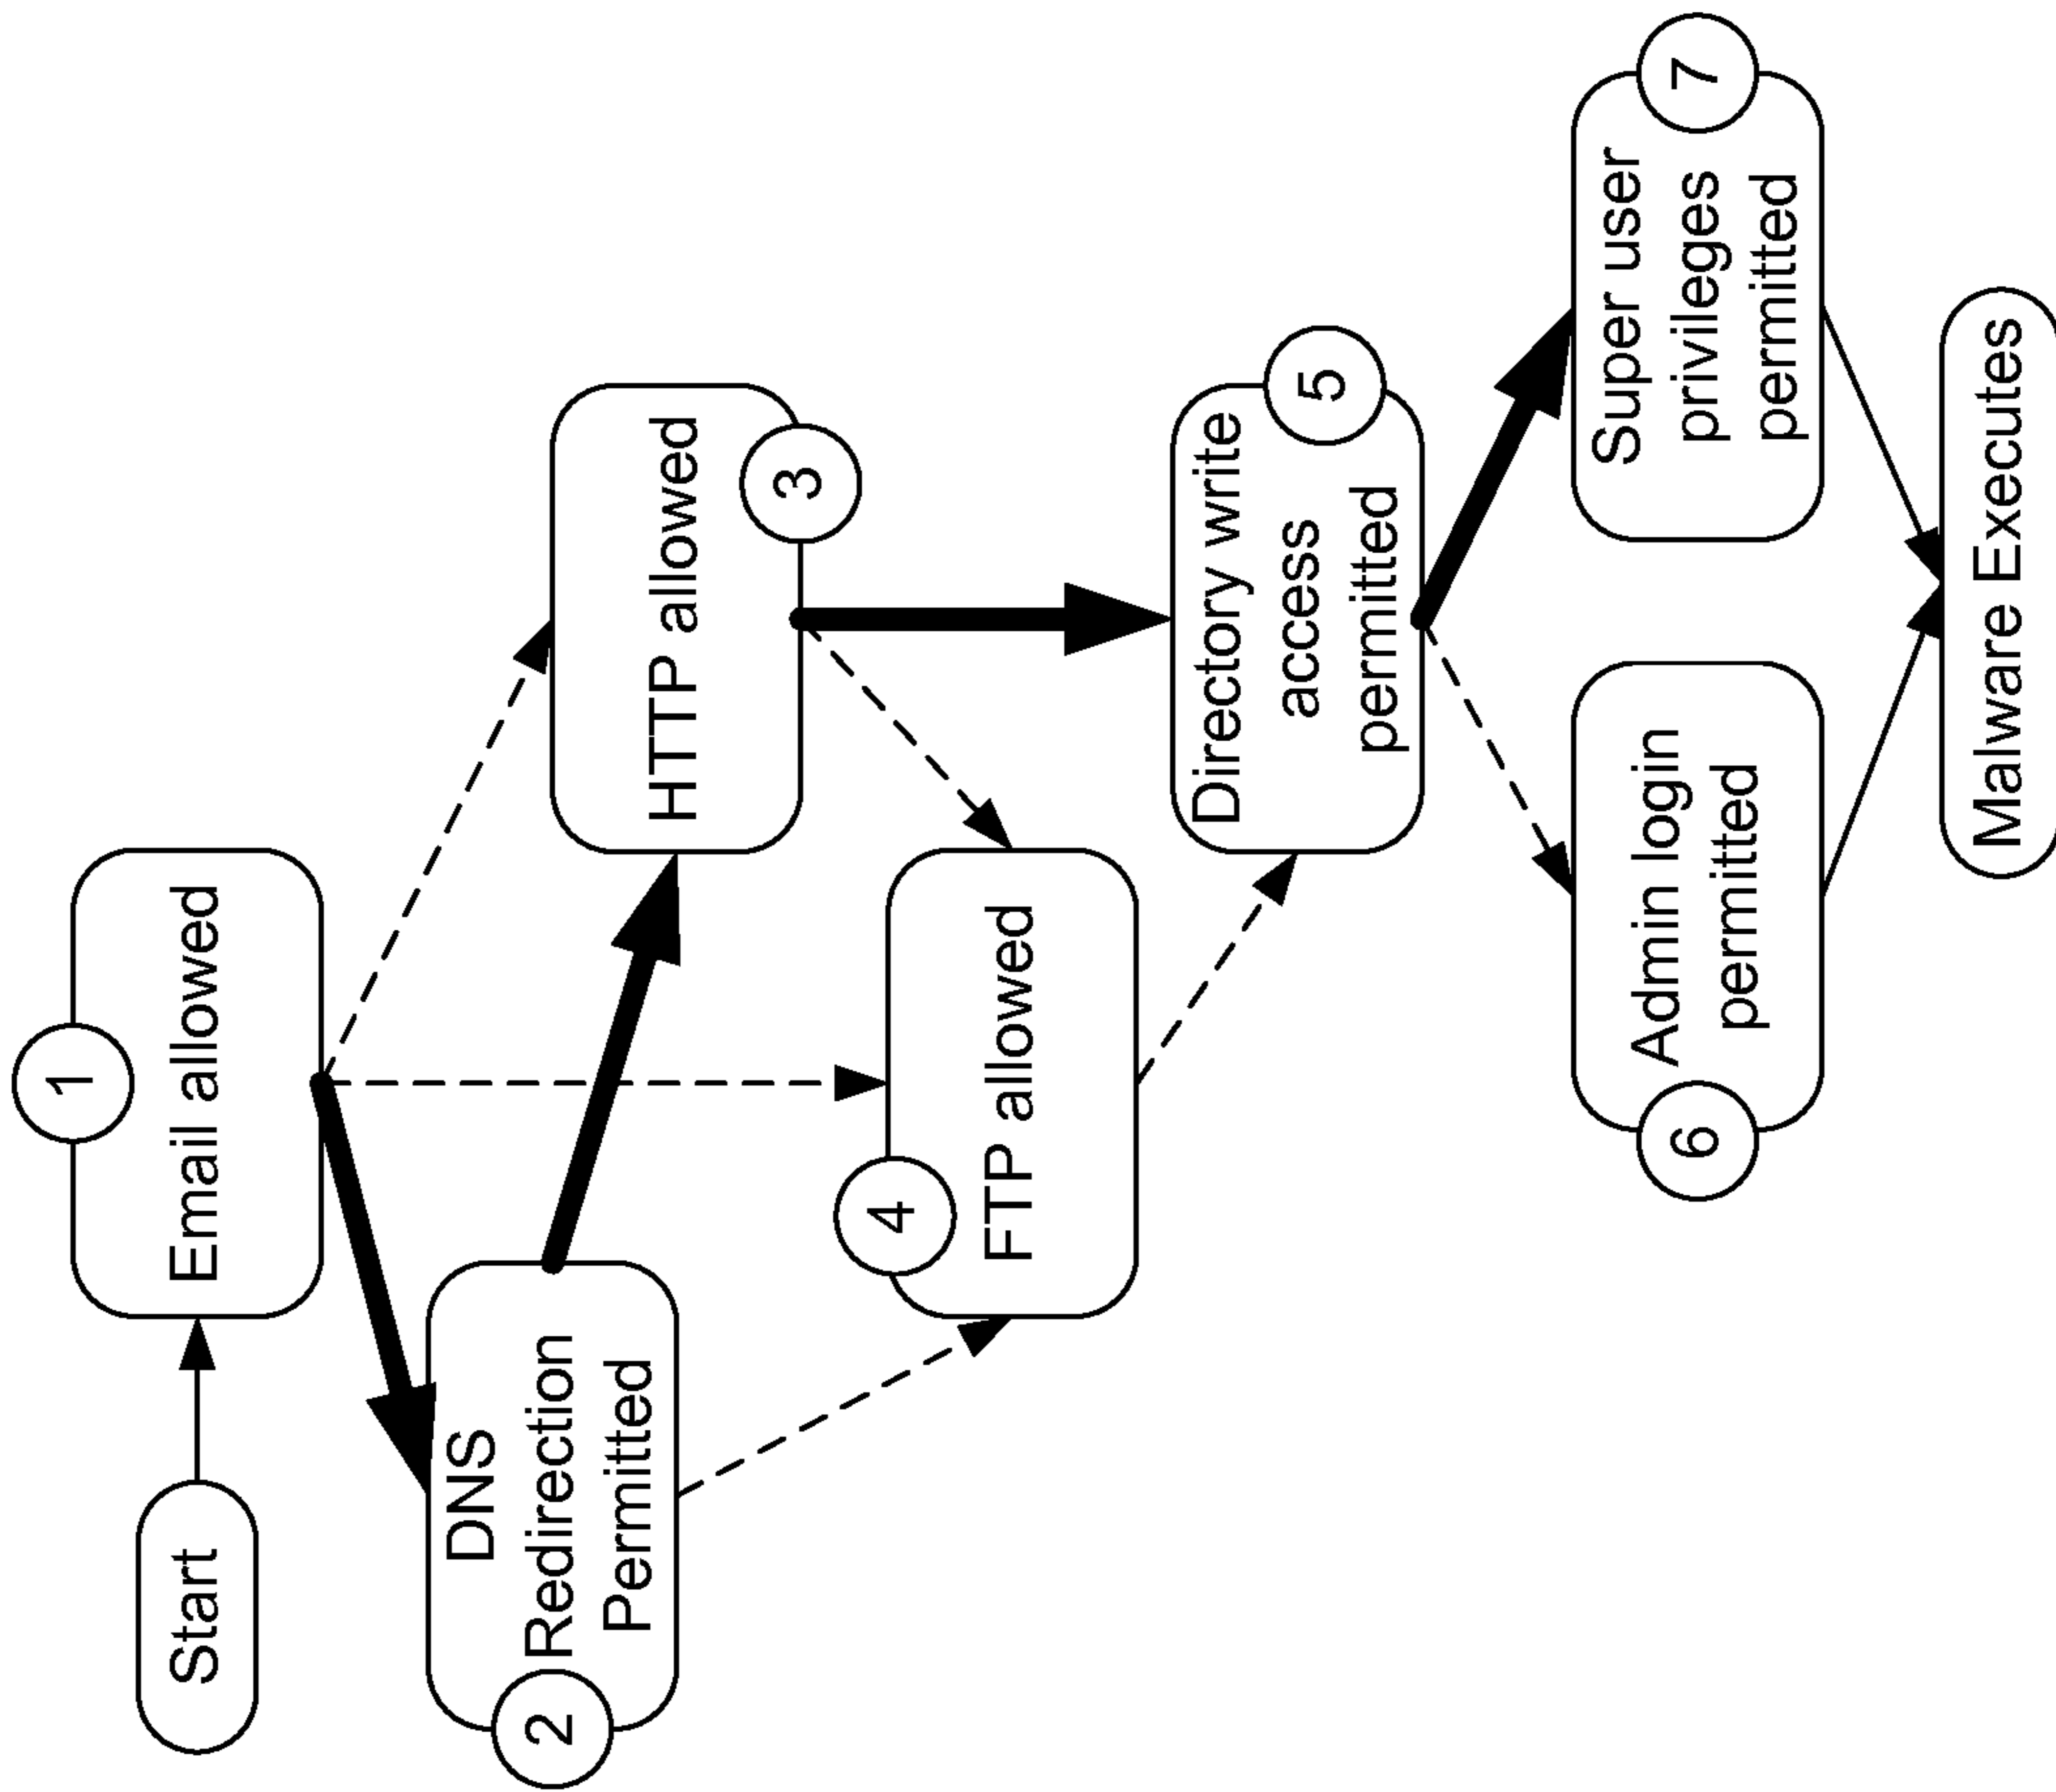 Start
1
Email allowed
2
DNS
Redirection
Permitted
3
HTTP allowed
4
FTP allowed
5
Directory write
access
permitted
6
Admin login
permitted
7
Super user
privileges
permitted
Malware Executes